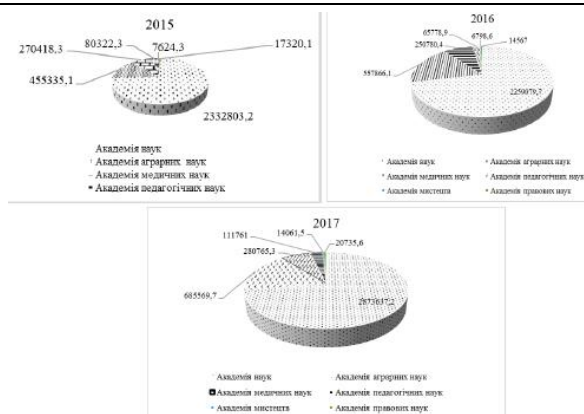 2015
270418,3
80322,3
7624,3
17320,1
455335,1
2332803,2
Академія наук
Академія аграрних наук
Академія медичних наук
Академія педагогічних наук
2016
65778,9
6798,6
14567
250780,4
557866,1
2259079,7
Академія наук
Академія аграрних наук
Академія медичних наук
Академія педагогічних наук
Академія мистецтв
Академія правових наук
2017
111761
14061,5
20735,6
280765,3
665569,7
2873637,2
Академія наук
Академія аграрних наук
Академія медичних наук
Академія педагогічних наук
Академія мистецтв
Академія правових наук